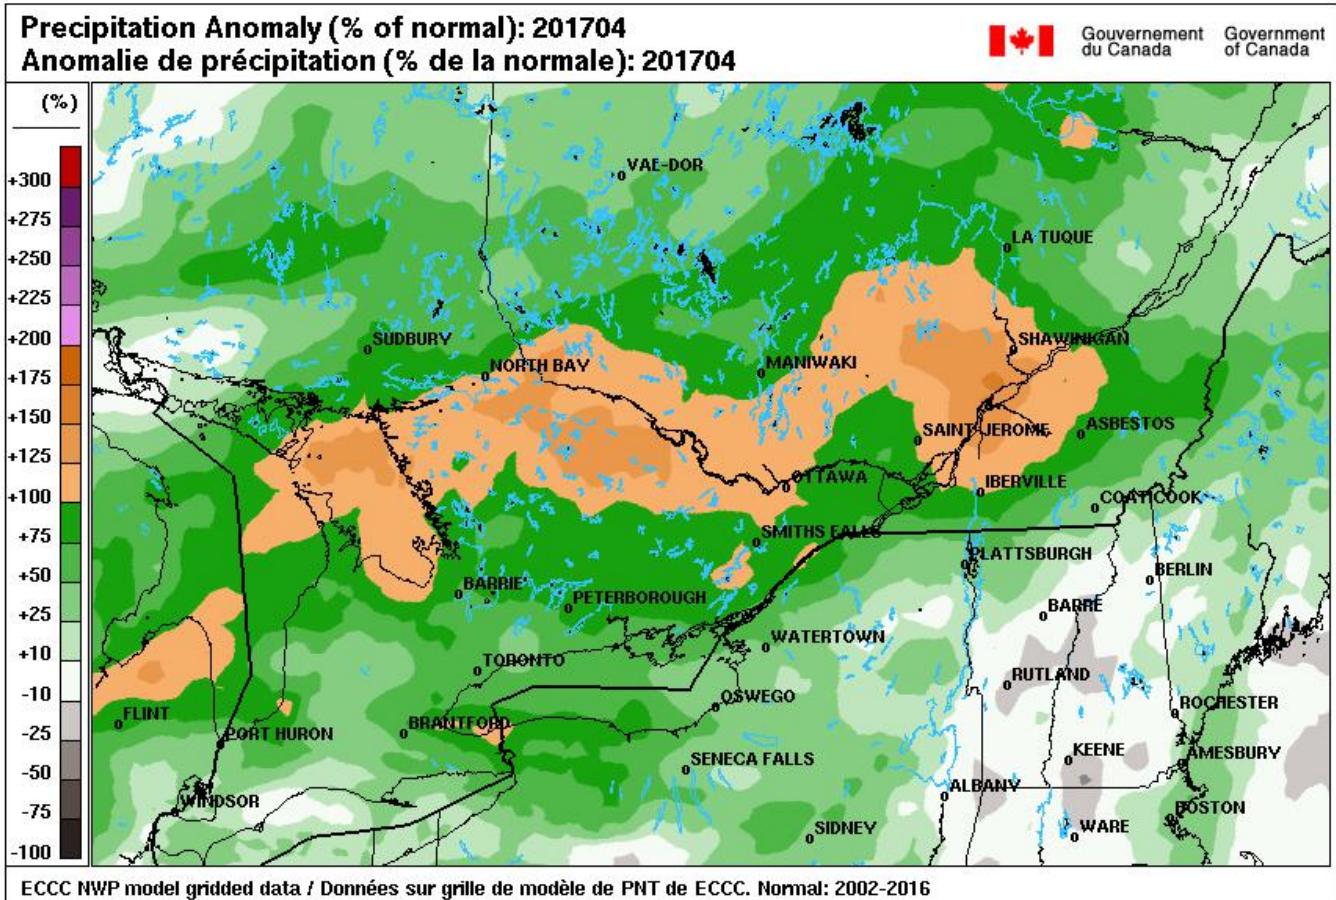 Precipitation Anomaly (% of normal): 201704
Anomalie de précipitation (% de la normale): 201704
Gouvernement du Canada
Government of Canada
(%)
+300
+275
+250
+225
+200
+175
+150
+125
+100
+75
+50
+25
+10
-10
-25
-50
-75
-100
VAE-DOR
LA TUQUE
SUDBURY
SHAWINIGAN
NORTH BAY
MANIWAKI
SAINT-JEROME
ASBESTOS
OTTAWA
IBERVILLE
COATICOOK
SMITHS FALLS
PLATTSBURGH
BERLIN
BARRIE
PETERBOROUGH
BARRE
WATERTOWN
TORONTO
RUTLAND
OSWEGO
ROCHESTER
FLINT
PORT HURON
BRANTFORD
SENECA FALLS
KEENE
AMESBURY
WINDSOR
ALBANY
BOSTON
SIDNEY
WARE
ECCC NWP model gridded data / Données sur grille de modèle de PNT de ECCC. Normal: 2002-2016